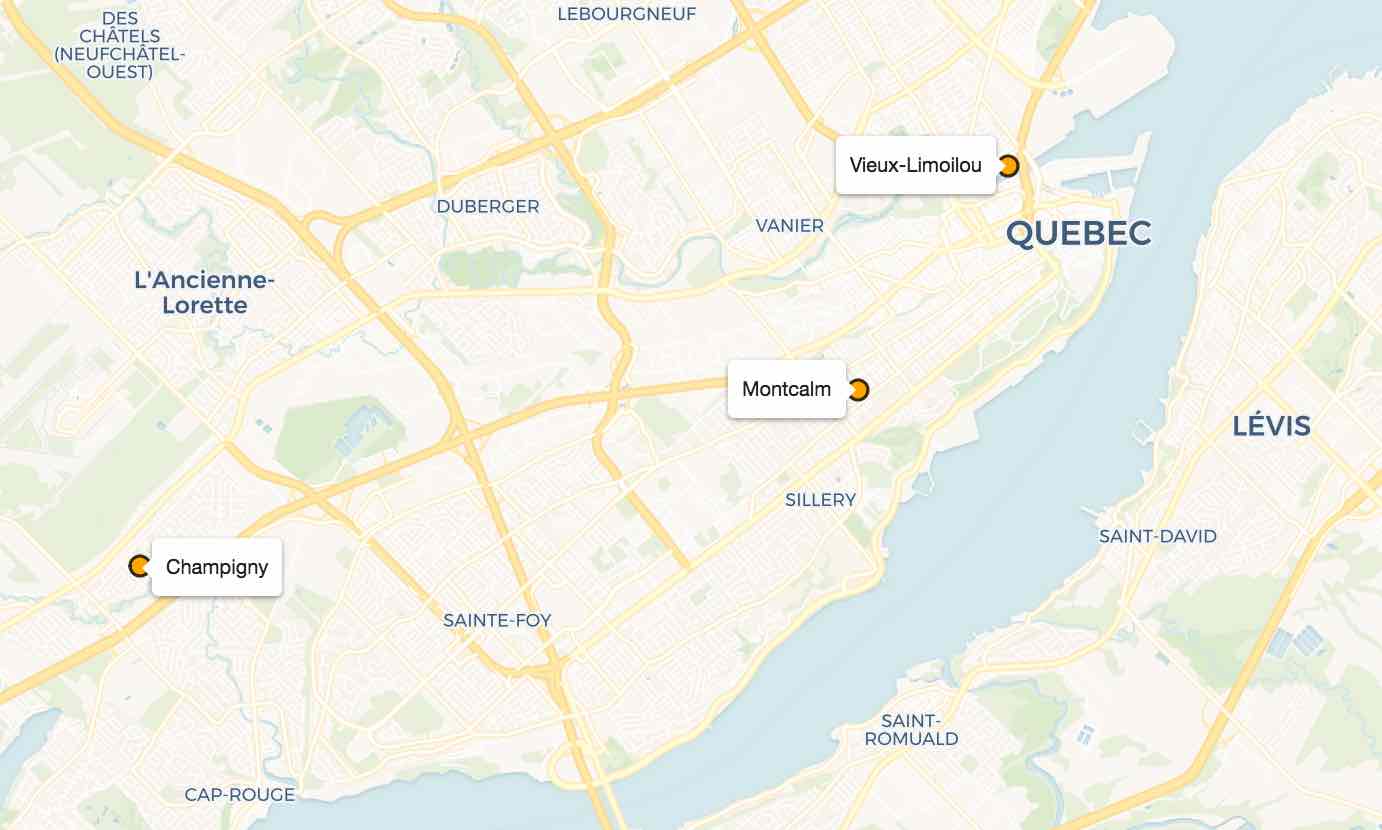 LEBOURGNEUF
DES
CHÂTELS
(NEUFCHÂTEL-
OUEST)
Vieux-Limoilou
DUBERGER
VANIER
QUEBEC
L'Ancienne-
Lorette
Montcalm
LÉVIS
SILLERY
SAINT-DAVID
Champigny
SAINTE-FOY
SAINT-
ROMUALD
CAP-ROUGE